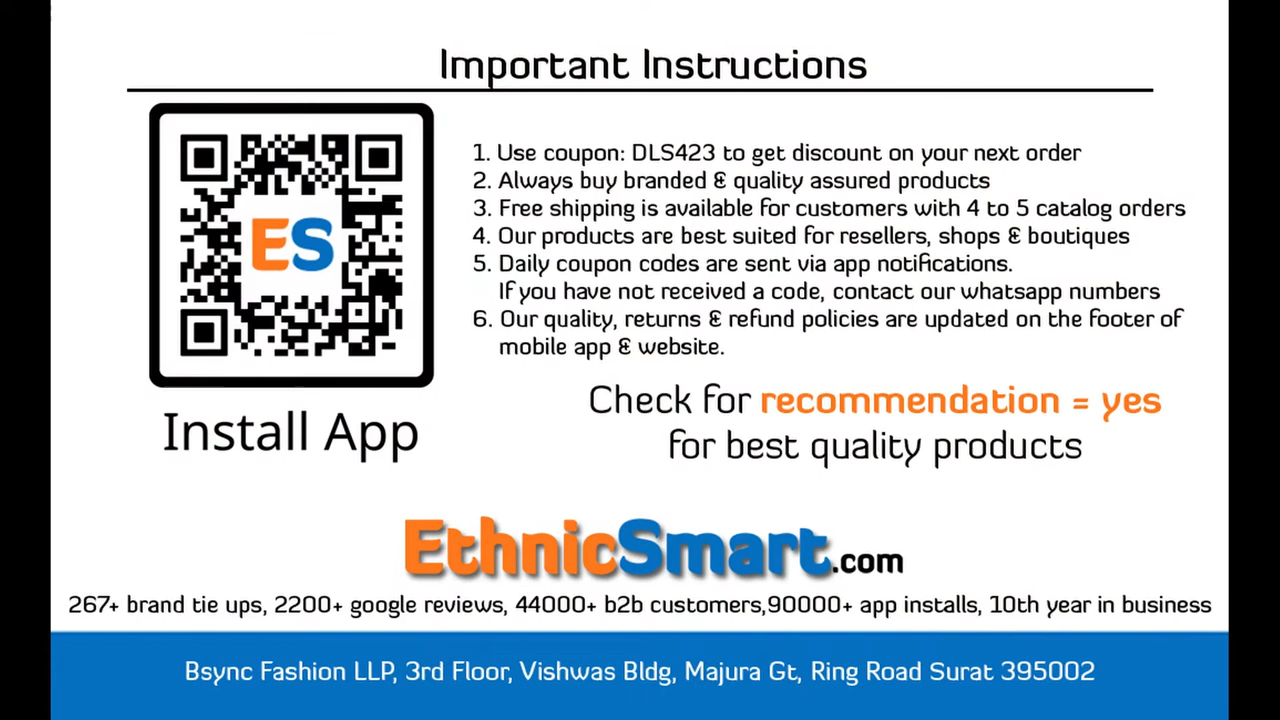 Important Instructions
1. Use coupon: DLS423 to get discount on your next order
2. Always buy branded & quality assured products
3. Free shipping is available for customers with 4 to 5 catalog orders
4. Our products are best suited for resellers, shops & boutiques
5. Daily coupon codes are sent via app notifications.
If you have not received a code, contact our whatsapp numbers
6. Our quality, returns & refund policies are updated on the footer of
mobile app & website.
ES
Install App
Check for recommendation = yes
for best quality products
EthnicSmart.com
267+ brand tie ups, 2200+ google reviews, 44000+ b2b customers,90000+ app installs, 10th year in business
Bsync Fashion LLP, 3rd Floor, Vishwas Bldg, Majura Gt, Ring Road Surat 395002